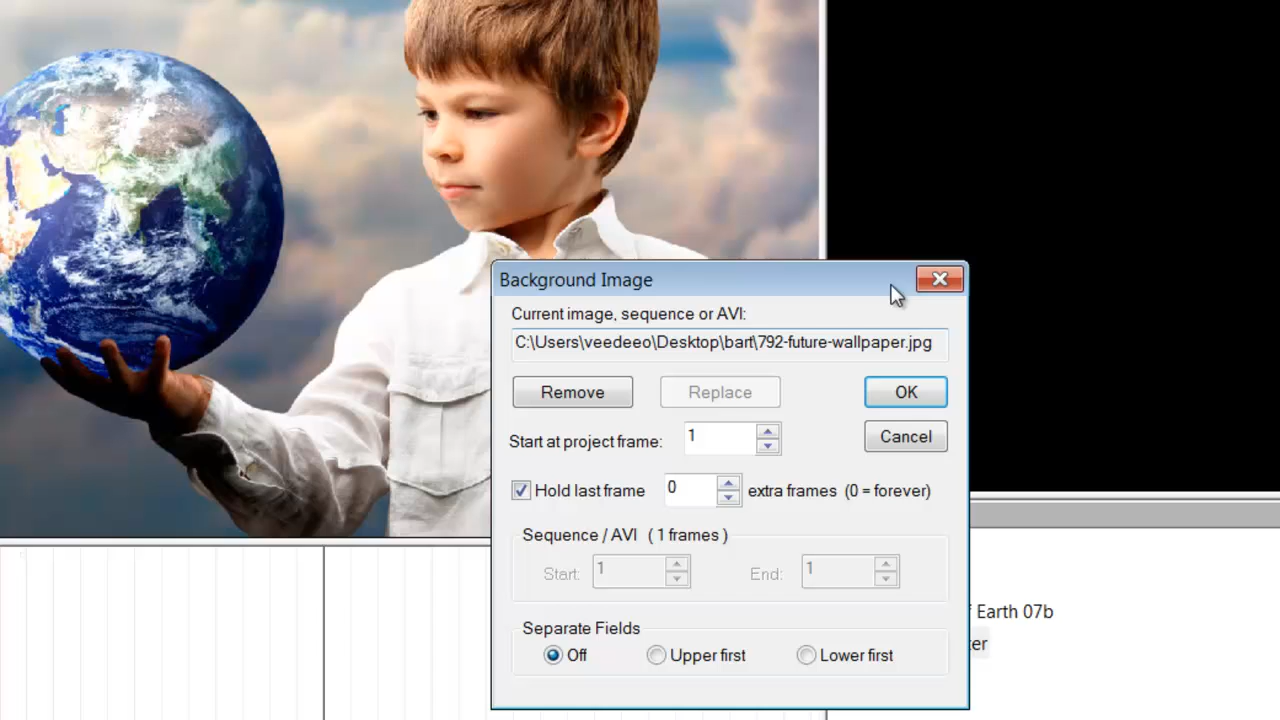 Background Image
Current image, sequence or AVI:
C:\Users\veedeeo\Desktop\bart\792-future-wallpaper.jpg
Remove Replace OK
Start at project frame: 1 Cancel
Hold last frame 0 extra frames (0 = forever)
Sequence / AVI ( 1 frames )
Start: 1 End: 1
Earth 07b
Separate Fields
Off Upper first Lower first